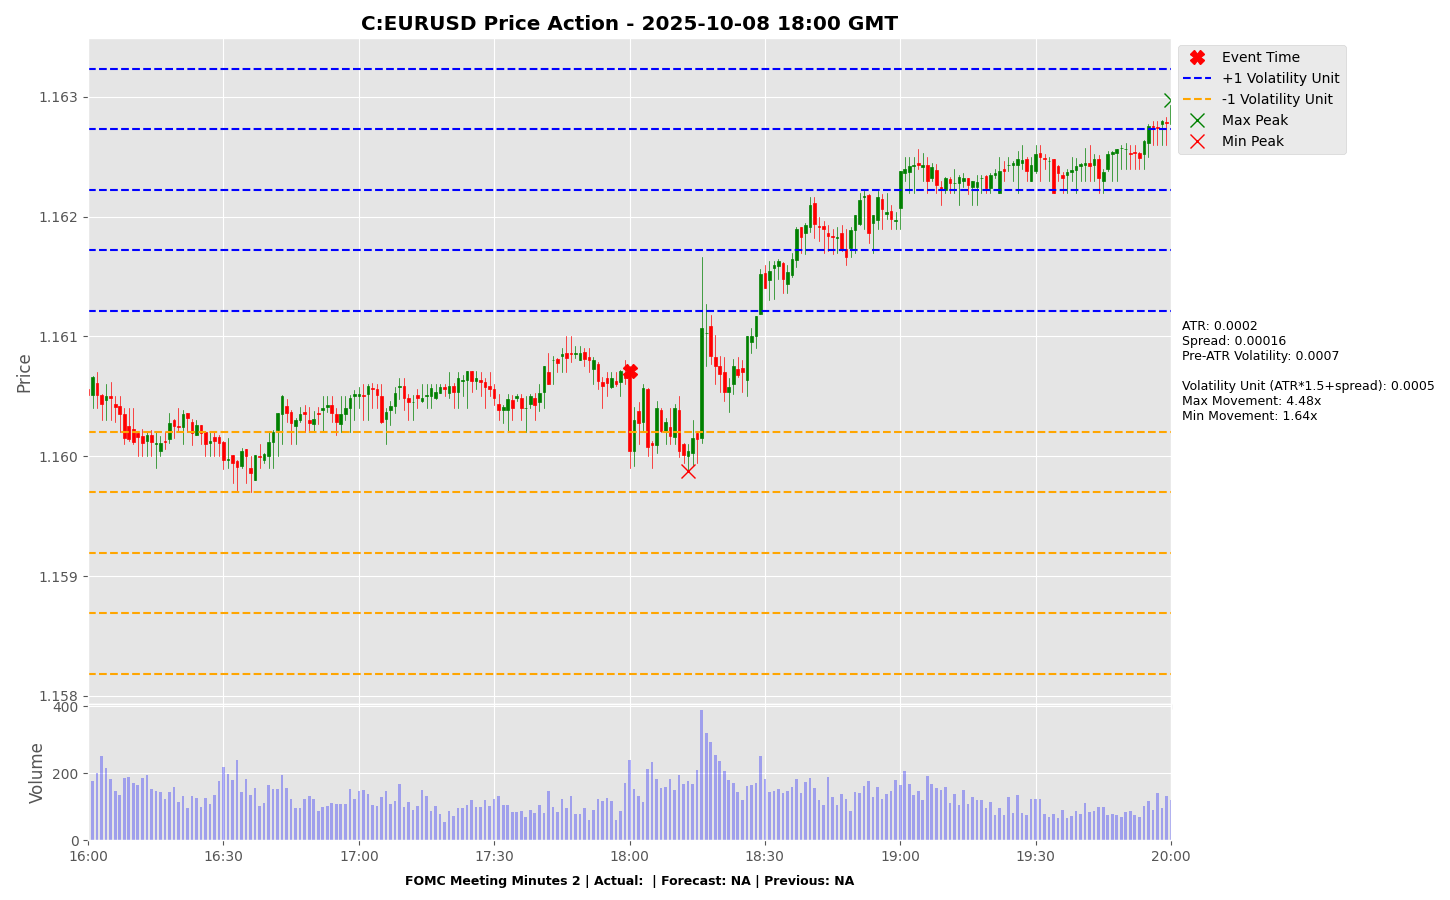 C:EURUSD Price Action - 2025-10-08 18:00 GMT
Event Time
+1 Volatility Unit
-1 Volatility Unit
Max Peak
Min Peak
Price
1.163
1.162
1.161
1.160
1.159
1.158
ATR: 0.0002
Spread: 0.00016
Pre-ATR Volatility: 0.0007
Volatility Unit (ATR*1.5+spread): 0.0005
Max Movement: 4.48x
Min Movement: 1.64x
Volume
400
200
0
16:00 16:30 17:00 17:30 18:00 18:30 19:00 19:30 20:00
FOMC Meeting Minutes 2 | Actual:  | Forecast: NA | Previous: NA